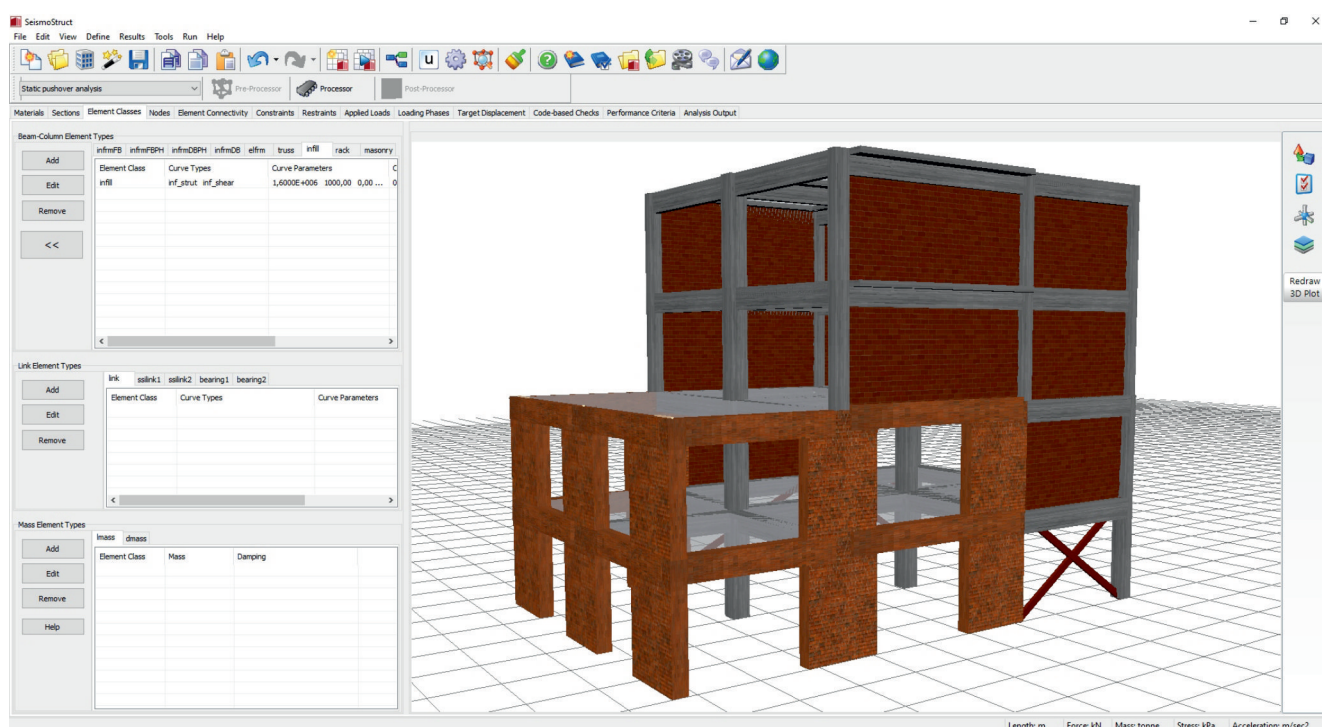 SeismoStruct
File Edit View Define Results Tools Run Help
u
Static pushover analysis Pre-Processor Processor Post-Processor
Materials Sections Element Classes Nodes Element Connectivity Constraints Restraints Applied Loads Loading Phases Target Displacement Code-based Checks Performance Criteria Analysis Output
Beam-Column Element Types
infrmFB infrmFBPH infrmDBPH infrmDB elfrm truss infill rack masonry
Add
Element Class Curve Types Curve Parameters C
Edit
infill inf_strut inf_shear 1,6000E+006 1000,00 0,00 ... 0
Remove
<<
Redraw
3D Plot
< >
Link Element Types
link ssilink1 ssilink2 bearing1 bearing2
Add
Element Class Curve Types Curve Parameters
Edit
Remove
< >
Mass Element Types
lmass dmass
Add
Element Class Mass Damping
Edit
Remove
Help
Length: m Force: kN Mass: tonne Stress: kPa Acceleration: m/sec2